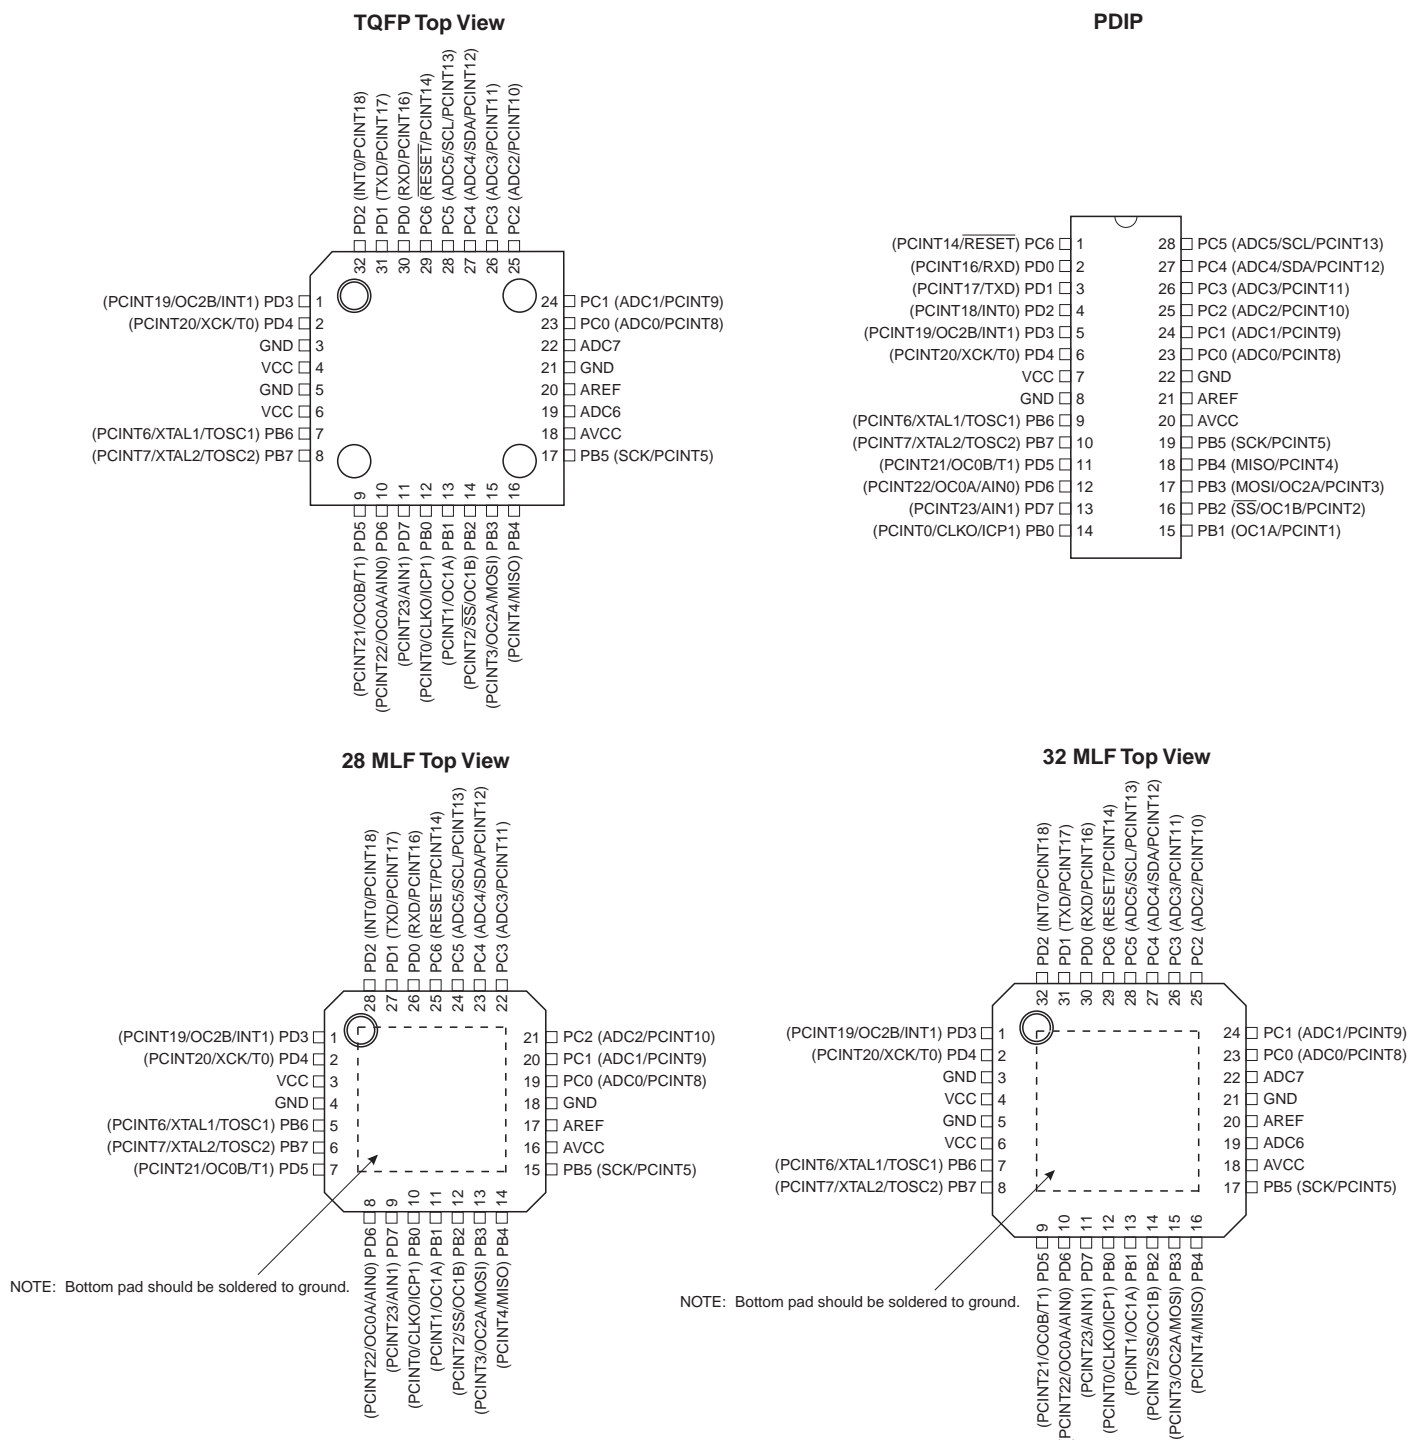 TQFP Top View
PD2 (INT0/PCINT18)
PD1 (TXD/PCINT17)
PD0 (RXD/PCINT16)
PC6 (RESET/PCINT14)
PC5 (ADC5/SCL/PCINT13)
PC4 (ADC4/SDA/PCINT12)
PC3 (ADC3/PCINT11)
PC2 (ADC2/PCINT10)
32 31 30 29 28 27 26 25
(PCINT19/OC2B/INT1) PD3 1
(PCINT20/XCK/T0) PD4 2
GND 3
VCC 4
GND 5
VCC 6
(PCINT6/XTAL1/TOSC1) PB6 7
(PCINT7/XTAL2/TOSC2) PB7 8
24 PC1 (ADC1/PCINT9)
23 PC0 (ADC0/PCINT8)
22 ADC7
21 GND
20 AREF
19 ADC6
18 AVCC
17 PB5 (SCK/PCINT5)
9 10 11 12 13 14 15 16
(PCINT21/OC0B/T1) PD5
(PCINT22/OC0A/AIN0) PD6
(PCINT23/AIN1) PD7
(PCINT0/CLKO/ICP1) PB0
(PCINT1/OC1A) PB1
(PCINT2/SS/OC1B) PB2
(PCINT3/OC2A/MOSI) PB3
(PCINT4/MISO) PB4
PDIP
(PCINT14/RESET) PC6 1
(PCINT16/RXD) PD0 2
(PCINT17/TXD) PD1 3
(PCINT18/INT0) PD2 4
(PCINT19/OC2B/INT1) PD3 5
(PCINT20/XCK/T0) PD4 6
VCC 7
GND 8
(PCINT6/XTAL1/TOSC1) PB6 9
(PCINT7/XTAL2/TOSC2) PB7 10
(PCINT21/OC0B/T1) PD5 11
(PCINT22/OC0A/AIN0) PD6 12
(PCINT23/AIN1) PD7 13
(PCINT0/CLKO/ICP1) PB0 14
28 PC5 (ADC5/SCL/PCINT13)
27 PC4 (ADC4/SDA/PCINT12)
26 PC3 (ADC3/PCINT11)
25 PC2 (ADC2/PCINT10)
24 PC1 (ADC1/PCINT9)
23 PC0 (ADC0/PCINT8)
22 GND
21 AREF
20 AVCC
19 PB5 (SCK/PCINT5)
18 PB4 (MISO/PCINT4)
17 PB3 (MOSI/OC2A/PCINT3)
16 PB2 (SS/OC1B/PCINT2)
15 PB1 (OC1A/PCINT1)
28 MLF Top View
PD2 (INT0/PCINT18)
PD1 (TXD/PCINT17)
PD0 (RXD/PCINT16)
PC6 (RESET/PCINT14)
PC5 (ADC5/SCL/PCINT13)
PC4 (ADC4/SDA/PCINT12)
PC3 (ADC3/PCINT11)
28 27 26 25 24 23 22
(PCINT19/OC2B/INT1) PD3 1
(PCINT20/XCK/T0) PD4 2
VCC 3
GND 4
(PCINT6/XTAL1/TOSC1) PB6 5
(PCINT7/XTAL2/TOSC2) PB7 6
(PCINT21/OC0B/T1) PD5 7
21 PC2 (ADC2/PCINT10)
20 PC1 (ADC1/PCINT9)
19 PC0 (ADC0/PCINT8)
18 GND
17 AREF
16 AVCC
15 PB5 (SCK/PCINT5)
8 9 10 11 12 13 14
(PCINT22/OC0A/AIN0) PD6
(PCINT23/AIN1) PD7
(PCINT0/CLKO/ICP1) PB0
(PCINT1/OC1A) PB1
(PCINT2/SS/OC1B) PB2
(PCINT3/OC2A/MOSI) PB3
(PCINT4/MISO) PB4
NOTE: Bottom pad should be soldered to ground.
32 MLF Top View
PD2 (INT0/PCINT18)
PD1 (TXD/PCINT17)
PD0 (RXD/PCINT16)
PC6 (RESET/PCINT14)
PC5 (ADC5/SCL/PCINT13)
PC4 (ADC4/SDA/PCINT12)
PC3 (ADC3/PCINT11)
PC2 (ADC2/PCINT10)
32 31 30 29 28 27 26 25
(PCINT19/OC2B/INT1) PD3 1
(PCINT20/XCK/T0) PD4 2
GND 3
VCC 4
GND 5
VCC 6
(PCINT6/XTAL1/TOSC1) PB6 7
(PCINT7/XTAL2/TOSC2) PB7 8
24 PC1 (ADC1/PCINT9)
23 PC0 (ADC0/PCINT8)
22 ADC7
21 GND
20 AREF
19 ADC6
18 AVCC
17 PB5 (SCK/PCINT5)
9 10 11 12 13 14 15 16
(PCINT21/OC0B/T1) PD5
(PCINT22/OC0A/AIN0) PD6
(PCINT23/AIN1) PD7
(PCINT0/CLKO/ICP1) PB0
(PCINT1/OC1A) PB1
(PCINT2/SS/OC1B) PB2
(PCINT3/OC2A/MOSI) PB3
(PCINT4/MISO) PB4
NOTE: Bottom pad should be soldered to ground.